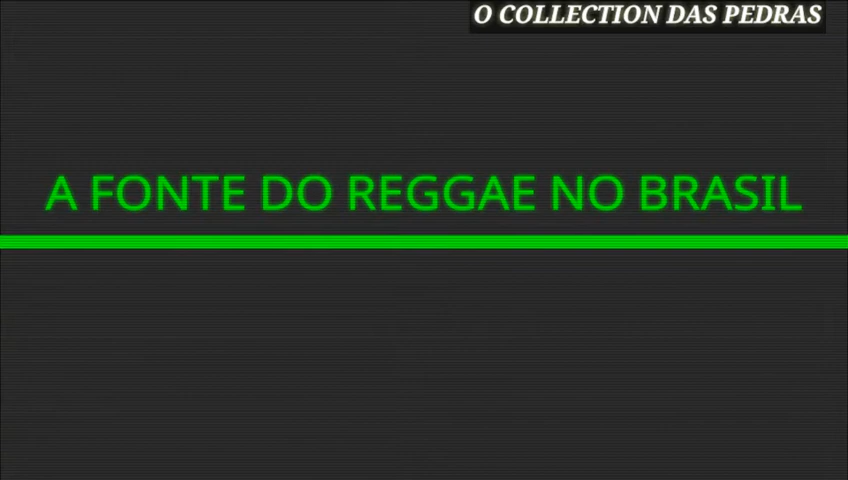 O COLLECTION DAS PEDRAS
A FONTE DO REGGAE NO BRASIL